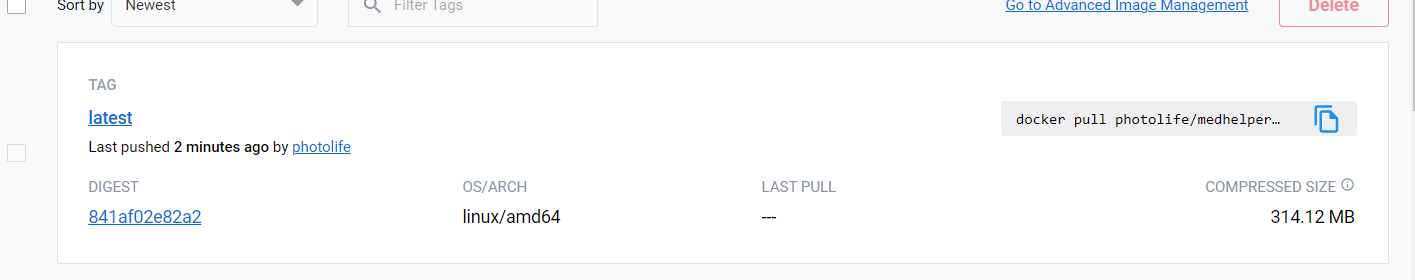 Sort by Newest Filter Tags Go to Advanced Image Management Delete
TAG
latest
docker pull photolife/medhelper…
Last pushed 2 minutes ago by photolife
DIGEST OS/ARCH LAST PULL COMPRESSED SIZE
841af02e82a2 linux/amd64 --- 314.12 MB